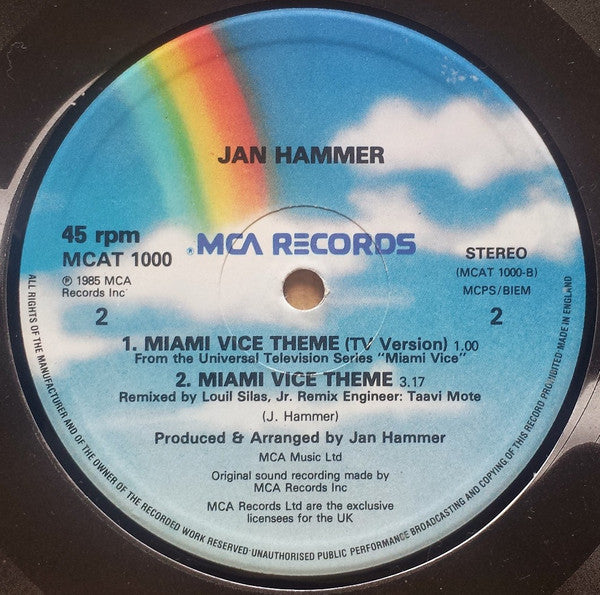 JAN HAMMER
45 rpm
MCAT 1000
® MCA RECORDS
STEREO
(MCAT 1000-B)
℗ 1985 MCA
Records Inc
MCPS/BIEM
2
2
1. MIAMI VICE THEME (TV Version) 1.00
From the Universal Television Series "Miami Vice"
2. MIAMI VICE THEME 3.17
Remixed by Louil Silas, Jr. Remix Engineer: Taavi Mote
(J. Hammer)
Produced & Arranged by Jan Hammer
MCA Music Ltd
Original sound recording made by
MCA Records Inc
MCA Records Ltd are the exclusive
licensees for the UK
ALL RIGHTS OF THE MANUFACTURER AND OF THE OWNER OF THE RECORDED WORK RESERVED·UNAUTHORISED PUBLIC PERFORMANCE BROADCASTING AND COPYING OF THIS RECORD PROHIBITED·MADE IN ENGLAND